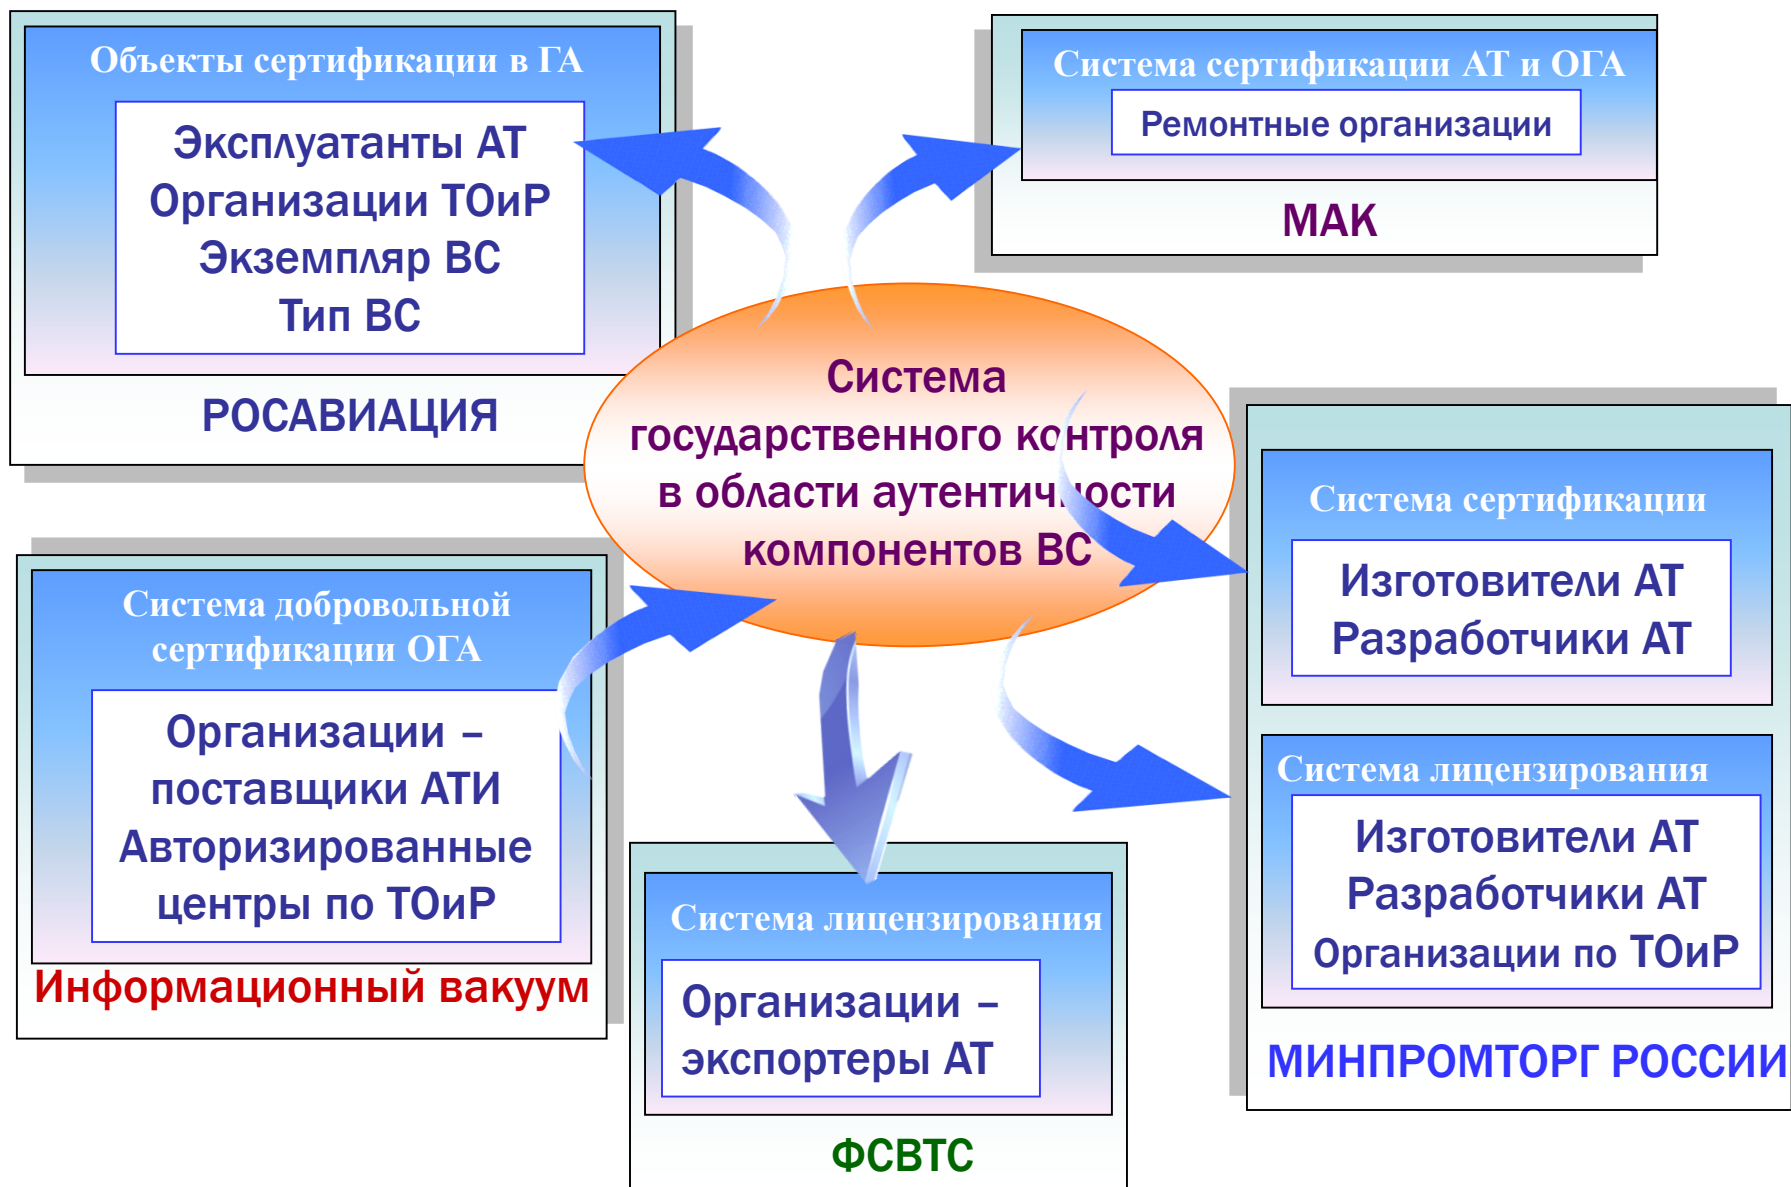 Объекты сертификации в ГА
Эксплуатанты АТ
Организации ТОиР
Экземпляр ВС
Тип ВС
РОСАВИАЦИЯ
Система сертификации АТ и ОГА
Ремонтные организации
МАК
Система
государственного контроля
в области аутентичности
компонентов ВС
Система сертификации
Изготовители АТ
Разработчики АТ
Система лицензирования
Изготовители АТ
Разработчики АТ
Организации по ТОиР
МИНПРОМТОРГ РОССИИ
Система добровольной
сертификации ОГА
Организации –
поставщики АТИ
Авторизированные
центры по ТОиР
Информационный вакуум
Система лицензирования
Организации –
экспортеры АТ
ФСВТС